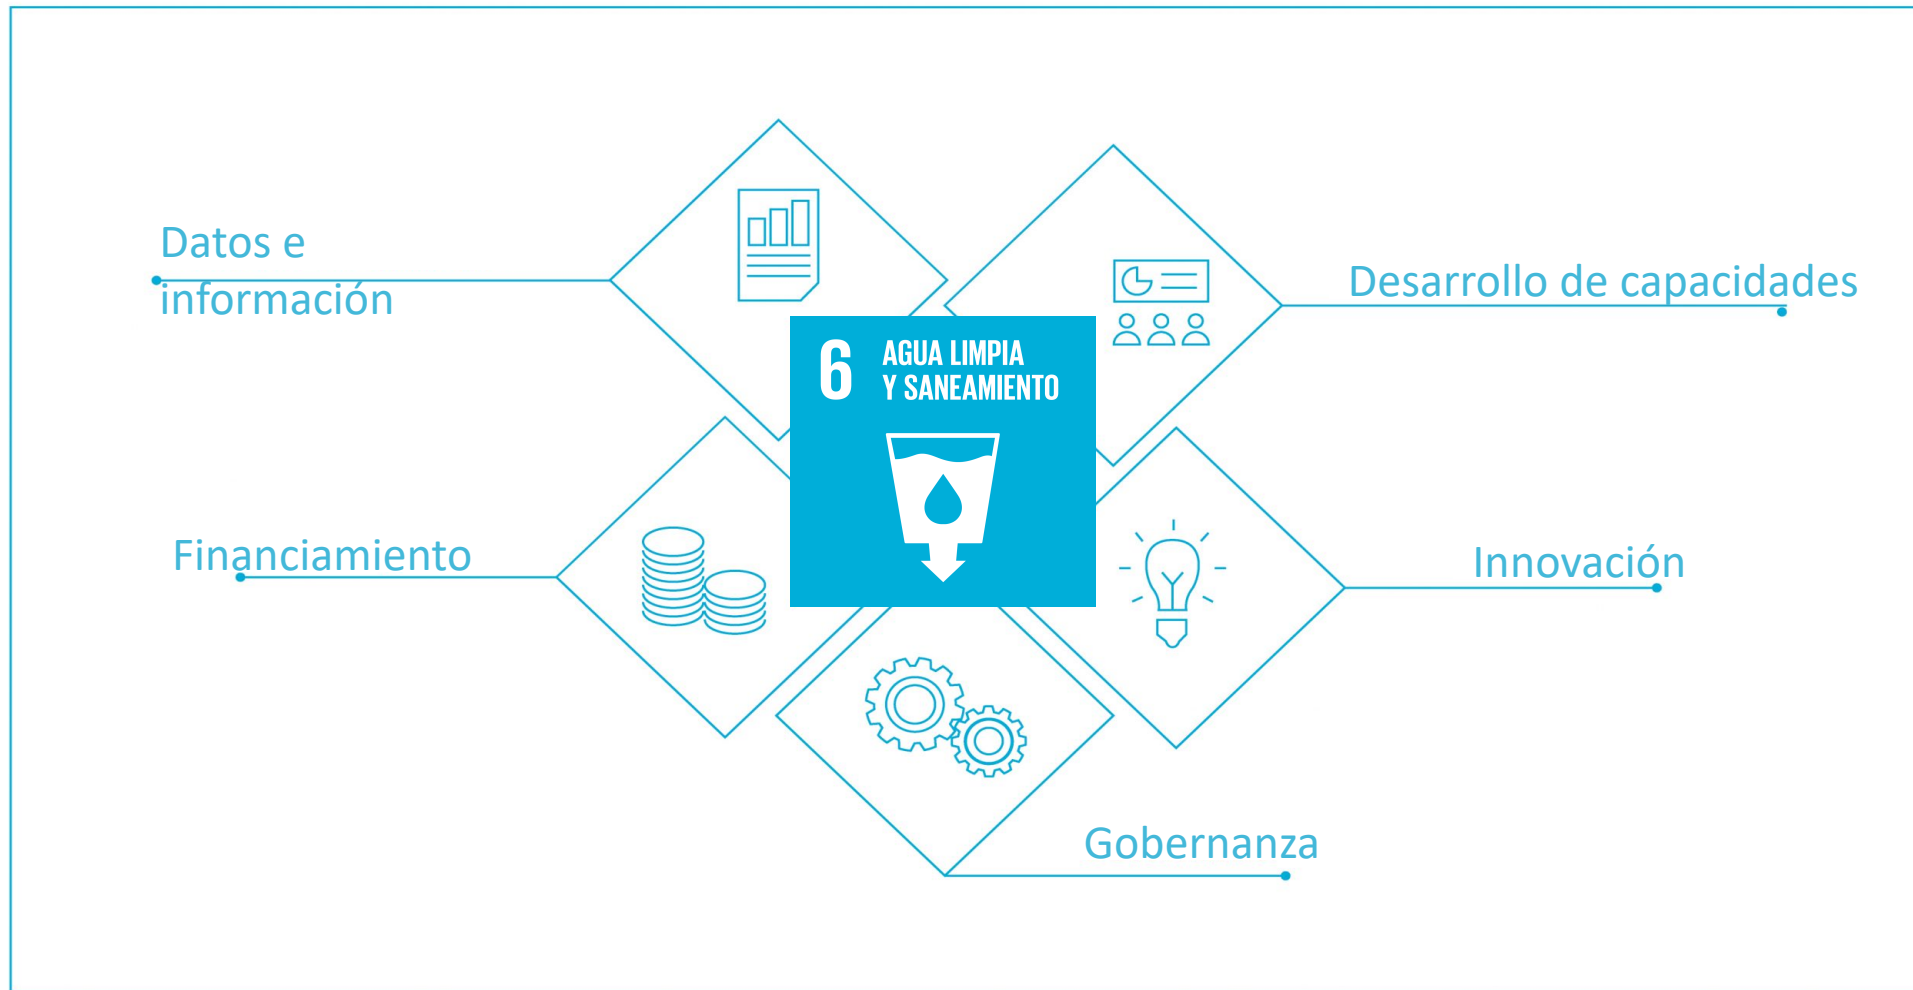 Datos e
información
Desarrollo de capacidades
6 AGUA LIMPIA
Y SANEAMIENTO
Financiamiento
Innovación
Gobernanza